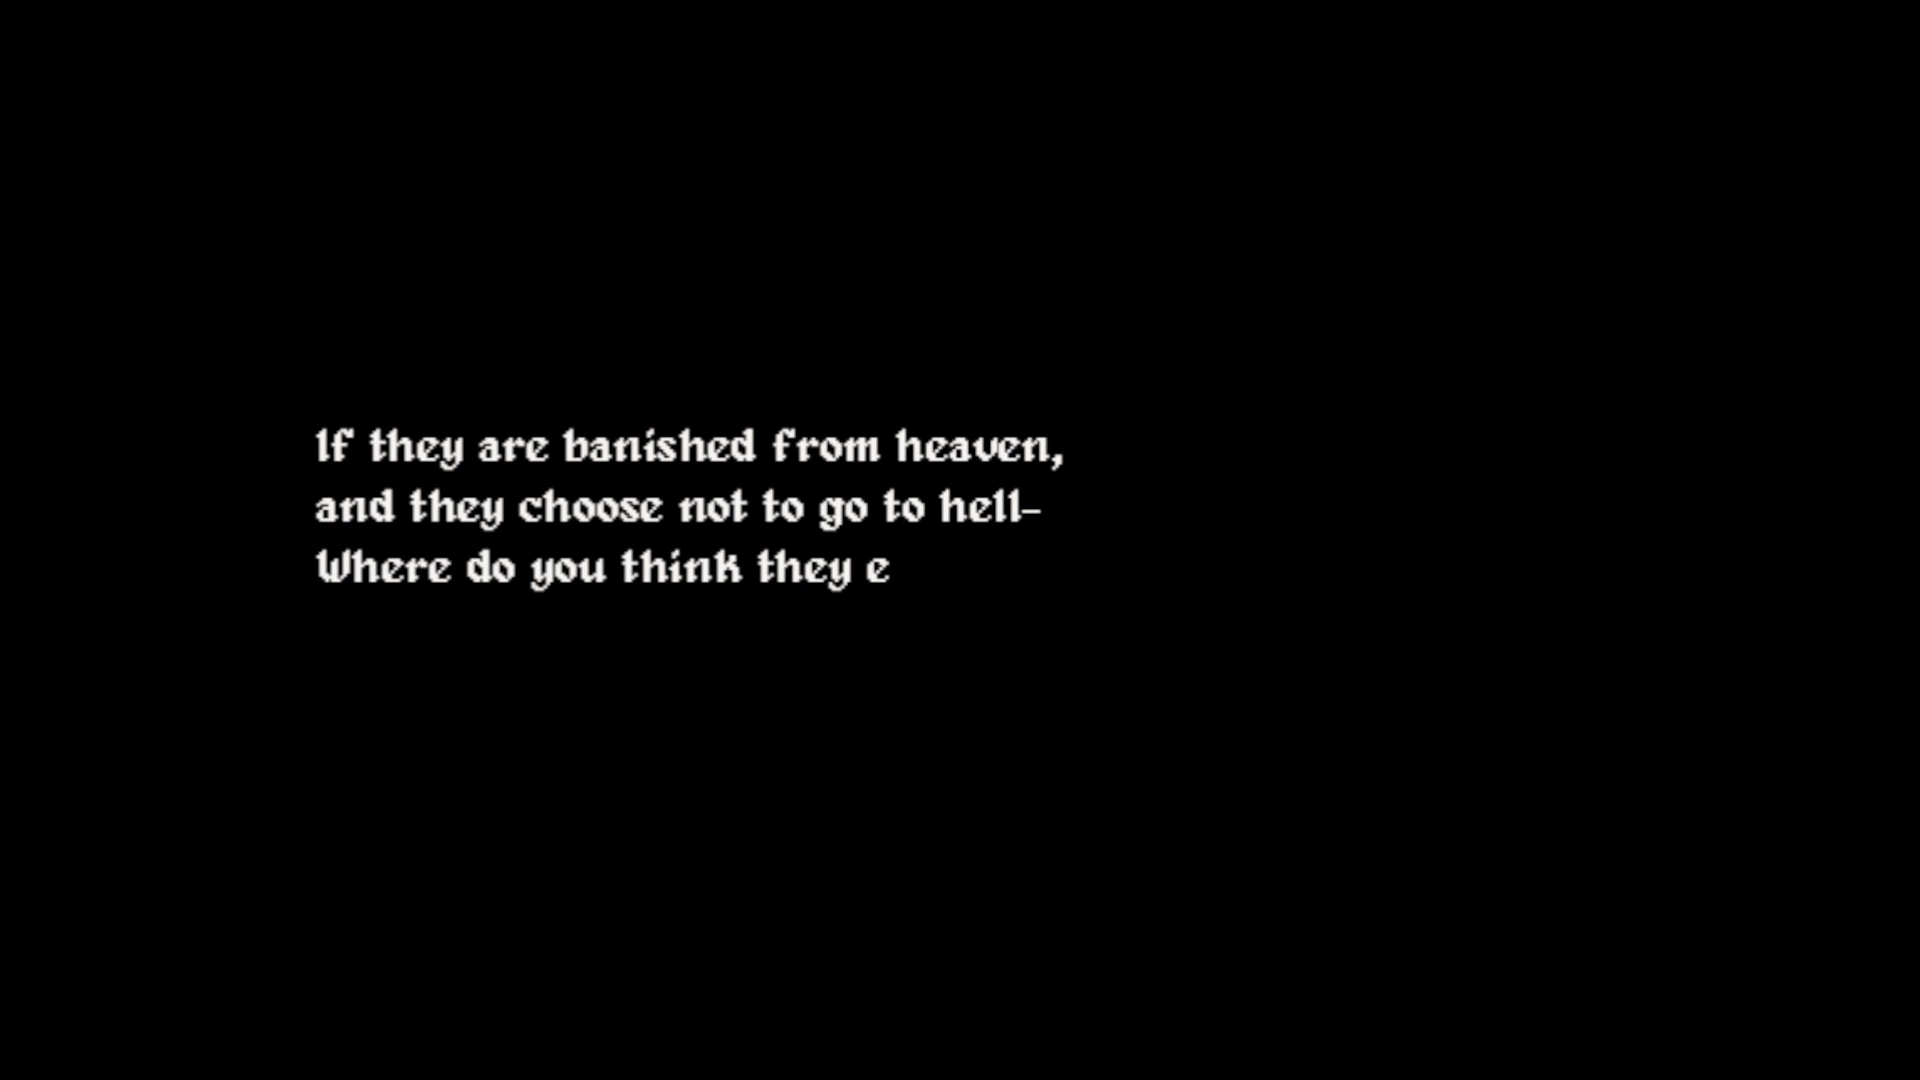 If they are banished from heaven,
and they choose not to go to hell-
Where do you think they e